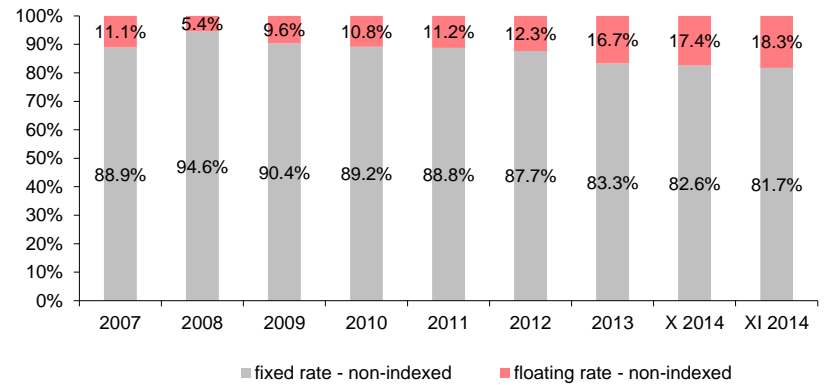 100%
90%
80%
70%
60%
50%
40%
30%
20%
10%
0%
11.1% 5.4% 9.6% 10.8% 11.2% 12.3% 16.7% 17.4% 18.3%
88.9% 94.6% 90.4% 89.2% 88.8% 87.7% 83.3% 82.6% 81.7%
2007 2008 2009 2010 2011 2012 2013 X 2014 XI 2014
fixed rate - non-indexed floating rate - non-indexed